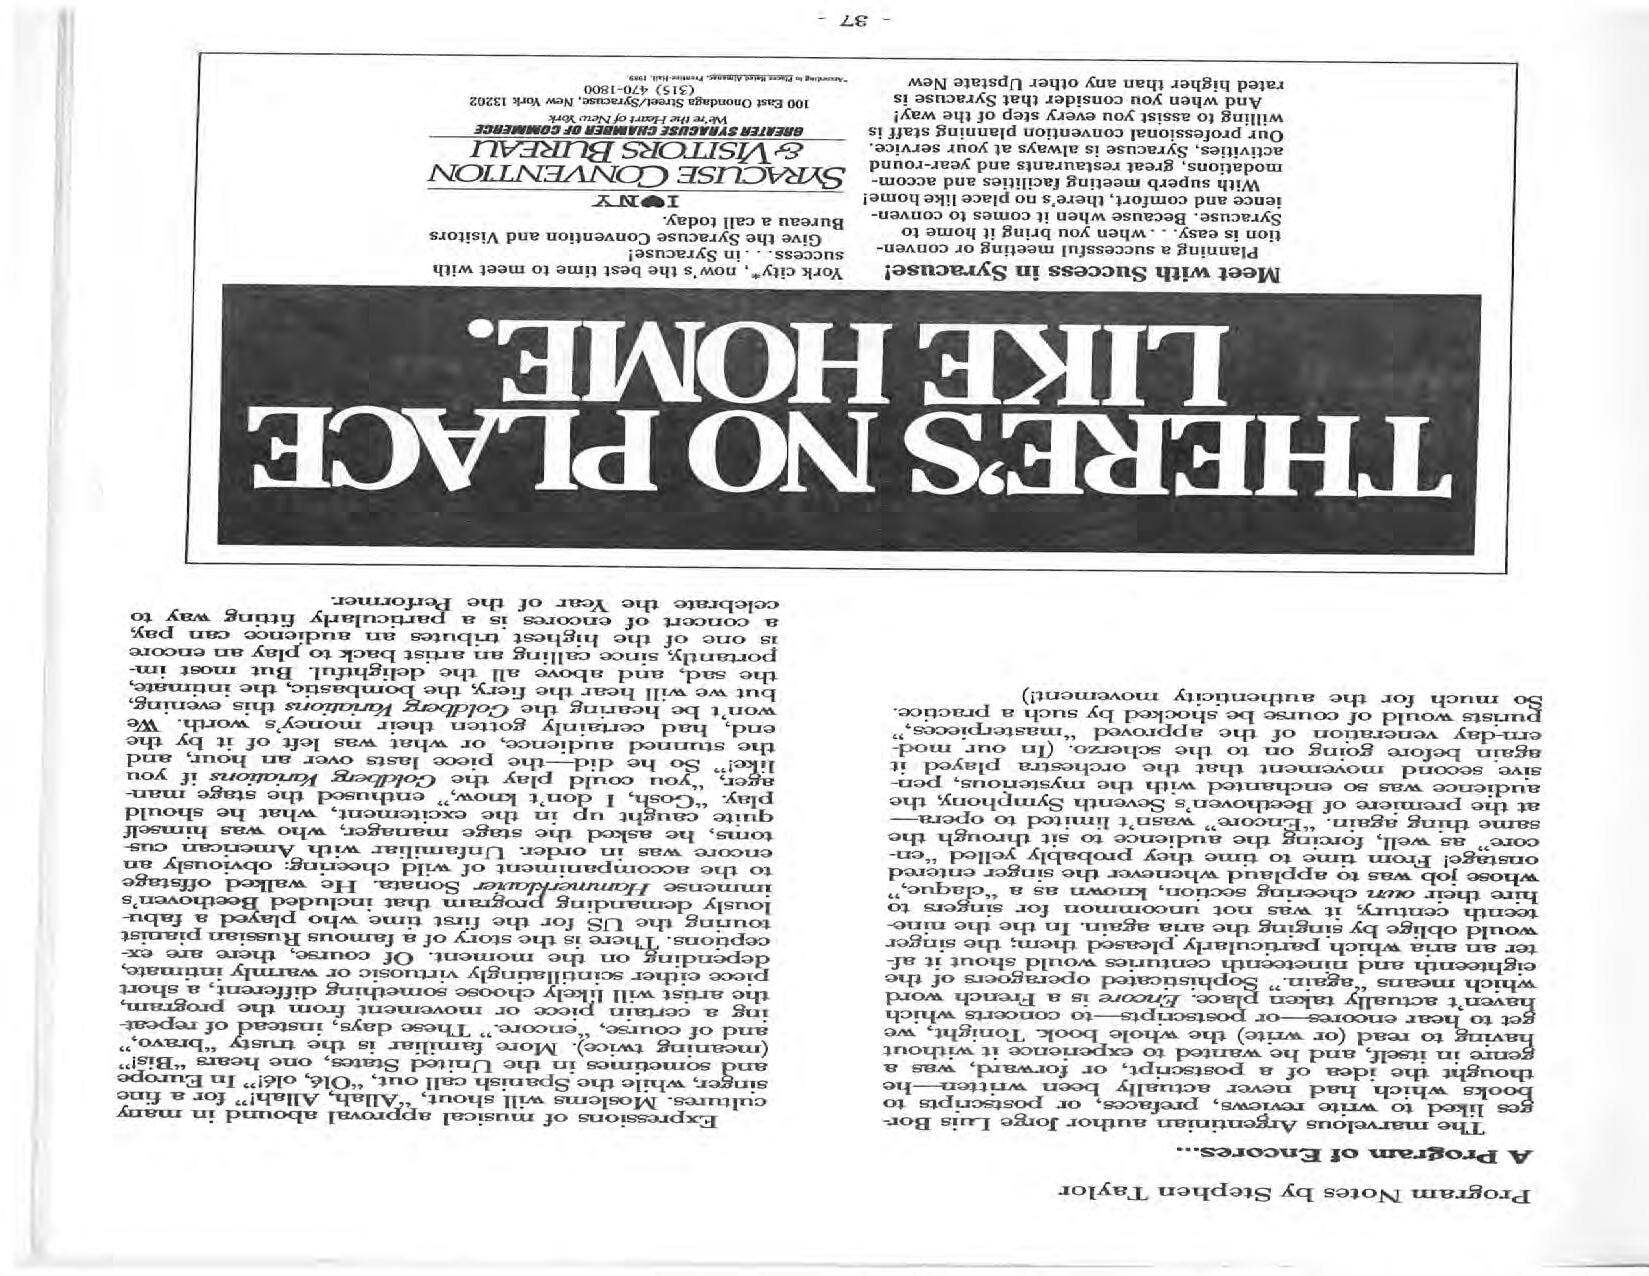 Program Notes by Stephen Taylor
A Program of Encores...
The marvelous Argentinian author Jorge Luis Bor-
ges liked to write reviews, prefaces, or postscripts to
books which had never actually been written—he
thought the idea of a postscript, or forward, was a
genre in itself, and he wanted to experience it without
having to read (or write) the whole book. Tonight, we
get to hear encores—or postscripts—to concerts which
haven't actually taken place. Encore is a French word
which means "again." Sophisticated operagoers of the
eighteenth and nineteenth centuries would shout it af-
ter an aria which particularly pleased them; the singer
would oblige by singing the aria again. In the the nine-
teenth century, it was not uncommon for singers to
hire their own cheering section, known as a "claque,"
whose job was to applaud whenever the singer entered
onstage! From time to time they probably yelled "en-
core" as well, forcing the audience to sit through the
same thing again. "Encore" wasn't limited to opera—
at the premiere of Beethoven's Seventh Symphony, the
audience was so enchanted with the mysterious, pen-
sive second movement that the orchestra played it
again before going on to the scherzo. (In our mod-
ern-day veneration of the approved "masterpieces,"
purists would of course be shocked by such a practice.
So much for the authenticity movement!)
Expressions of musical approval abound in many
cultures. Moslems will shout, "Allah, Allah!" for a fine
singer, while the Spanish call out, "Olé, olé!" In Europe
and sometimes in the United States, one hears "Bis!"
(meaning twice). More familiar is the trusty "bravo,"
and of course, "encore." These days, instead of repeat-
ing a certain piece or movement from the program,
the artist will likely choose something different, a short
piece either scintillatingly virtuosic or warmly intimate,
depending on the moment. Of course, there are ex-
ceptions. There is the story of a famous Russian pianist
touring the US for the first time who played a fabu-
lously demanding program that included Beethoven's
immense Hammerklavier Sonata. He walked offstage
to the accompaniment of wild cheering: obviously an
encore was in order. Unfamiliar with American cus-
toms, he asked the stage manager, who was himself
quite caught up in the excitement, what he should
play. "Gosh, I don't know," enthused the stage man-
ager, "you could play the Goldberg Variations if you
like!" So he did—the piece lasts over an hour, and
the stunned audience, or what was left of it by the
end, had certainly gotten their money's worth. We
won't be hearing the Goldberg Variations this evening,
but we will hear the fiery, the bombastic, the intimate,
the sad, and above all the delightful. But most im-
portantly, since calling an artist back to play an encore
is one of the highest tributes an audience can pay,
a concert of encores is a particularly fitting way to
celebrate the Year of the Performer.
THERE'S NO PLACE
LIKE HOME.
Meet with Success in Syracuse!
Planning a successful meeting or conven-
tion is easy. . .when you bring it home to
Syracuse. Because when it comes to conven-
ience and comfort, there's no place like home!
With superb meeting facilities and accom-
modations, great restaurants and year-round
activities, Syracuse is always at your service.
Our professional convention planning staff is
willing to assist you every step of the way!
And when you consider that Syracuse is
rated higher than any other Upstate New
York city*, now's the best time to meet with
success. . . in Syracuse!
Give the Syracuse Convention and Visitors
Bureau a call today.
I♥NY
SYRACUSE CONVENTION
& VISITORS BUREAU
GREATER SYRACUSE CHAMBER OF COMMERCE
We're the Heart of New York
100 East Onondaga Street/Syracuse, New York 13202
(315) 470-1800
*According to Places Rated Almanac, Prentice-Hall, 1989.
- 37 -